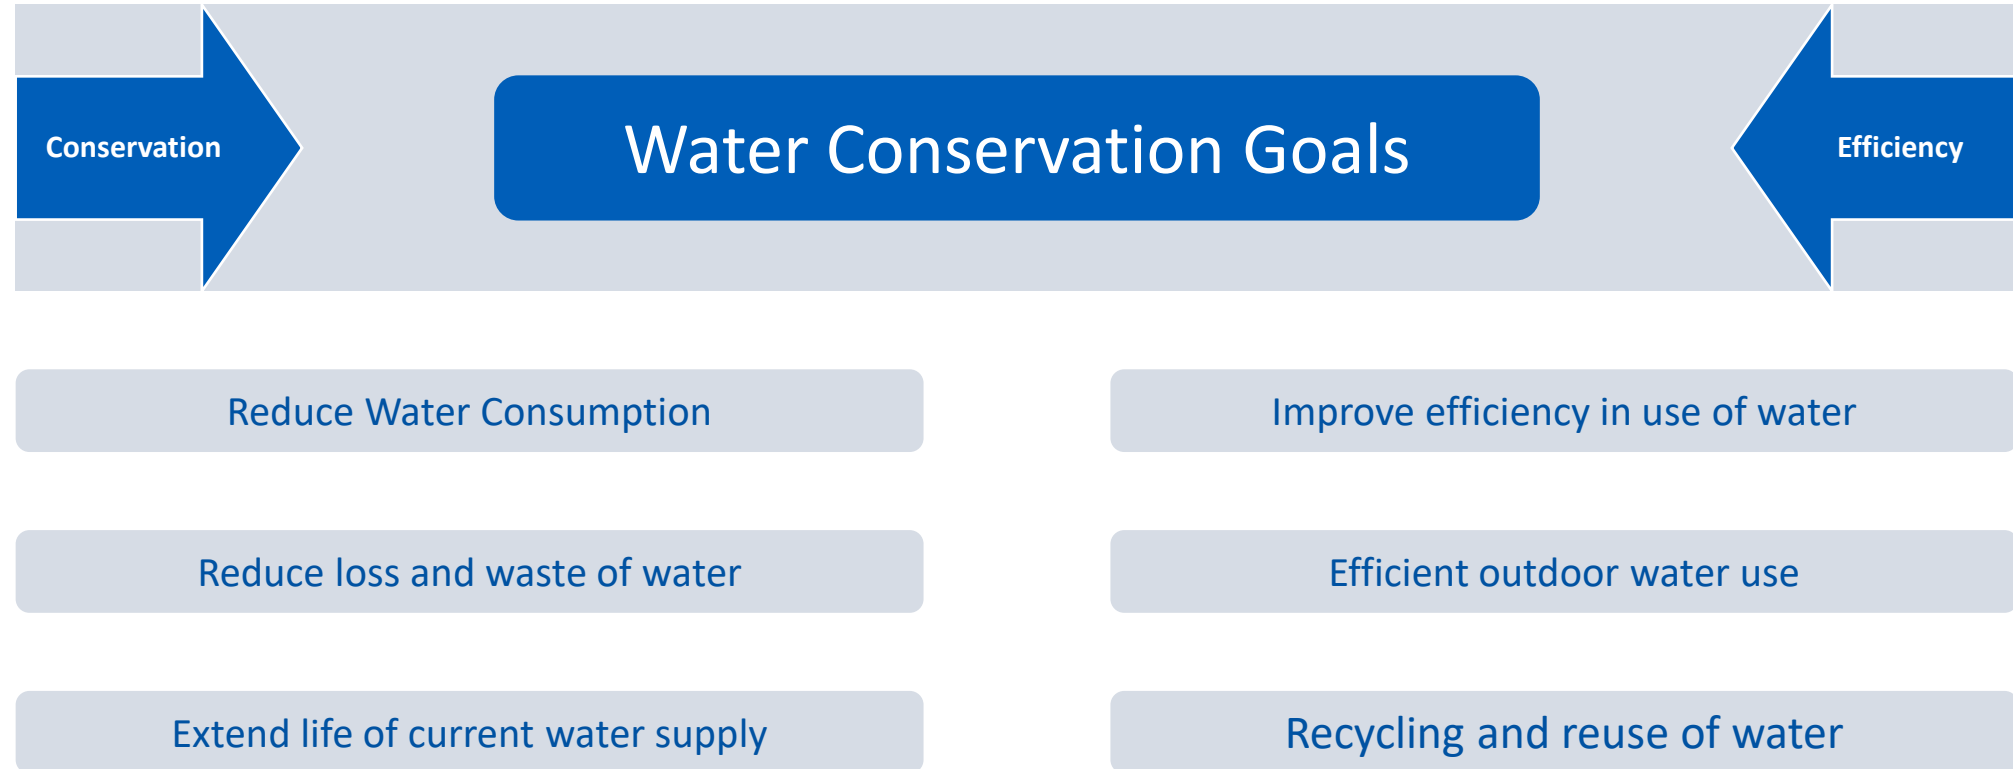 Conservation
Water Conservation Goals
Efficiency
Reduce Water Consumption
Improve efficiency in use of water
Reduce loss and waste of water
Efficient outdoor water use
Extend life of current water supply
Recycling and reuse of water